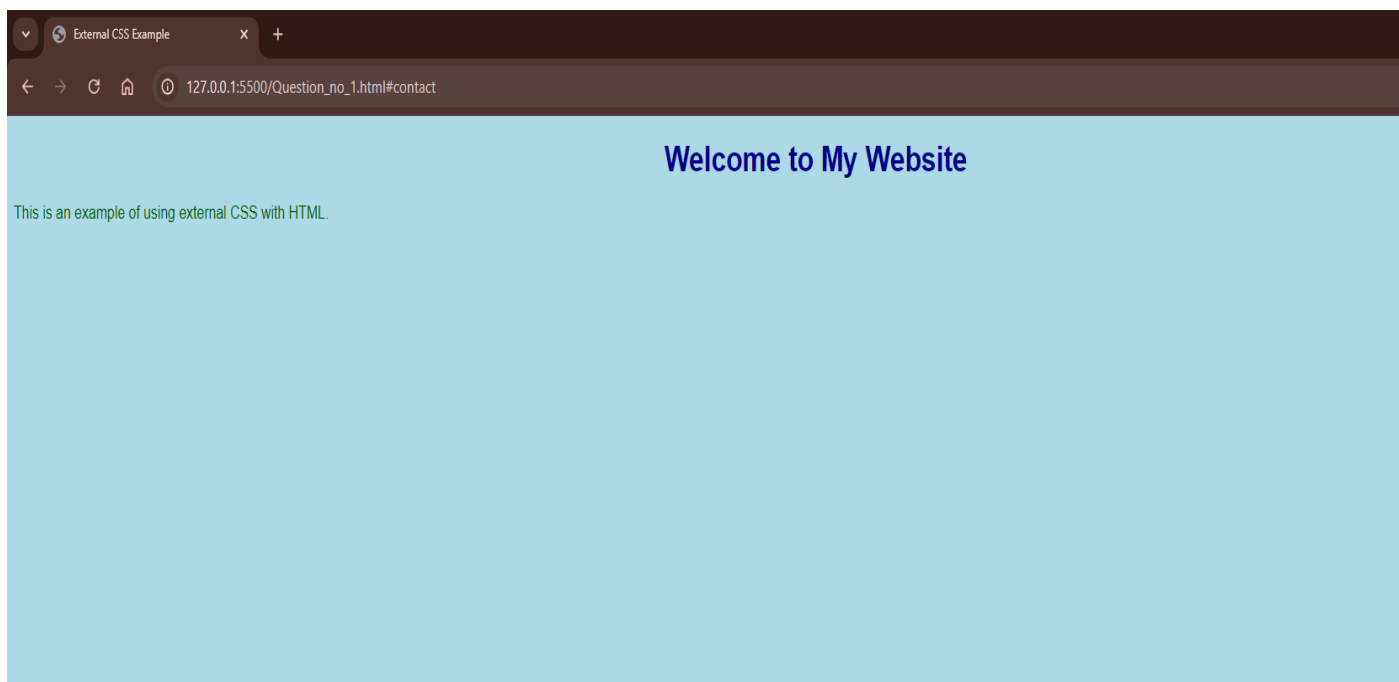 External CSS Example
127.0.0.1:5500/Question_no_1.html#contact
Welcome to My Website
This is an example of using external CSS with HTML.